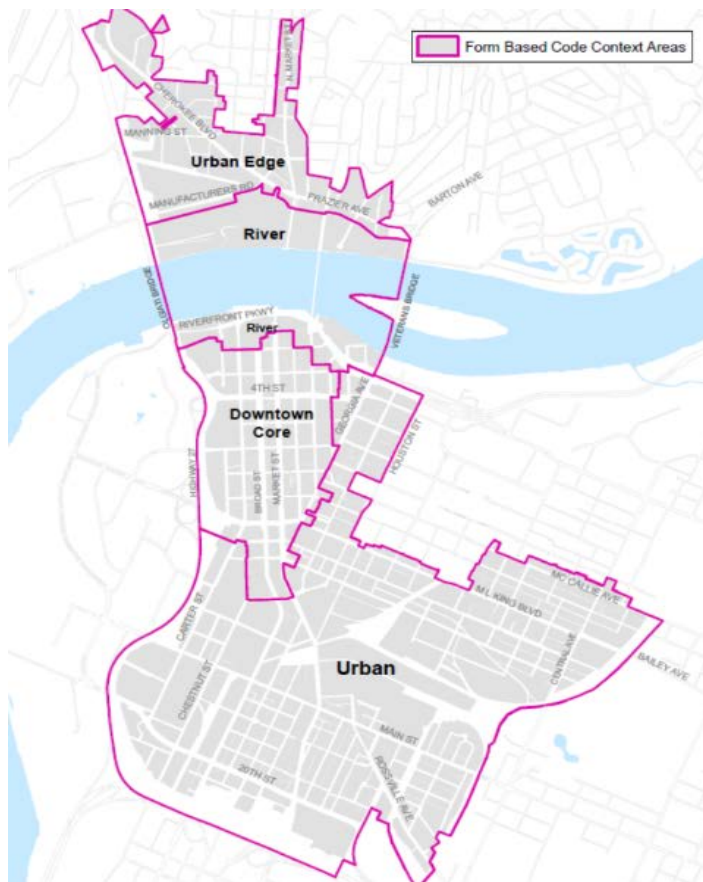 Form Based Code Context Areas
N. MARKET ST
CHEROKEE BLVD
MANNING ST
Urban Edge
MANUFACTURERS RD
FRAZIER AVE
BARTON AVE
River
OLGIATI BRIDGE
VETERANS BRIDGE
RIVERFRONT PKWY
River
4TH ST
GEORGIA AVE
Downtown
Core
HOUSTON ST
HIGHWAY 27
BROAD ST
MARKET ST
MC CALLIE AVE
M L KING BLVD
CARTER ST
CENTRAL AVE
BAILEY AVE
Urban
CHESTNUT ST
MAIN ST
20TH ST
ROSSVILLE AVE